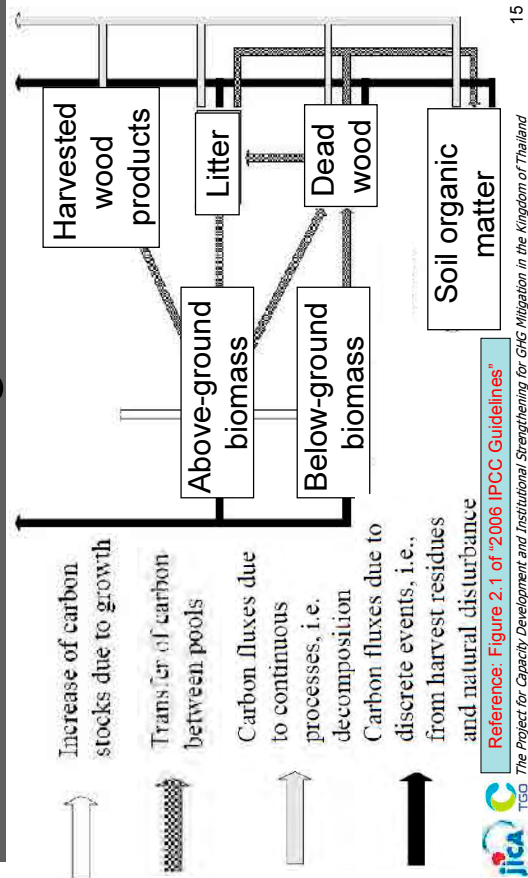 Increase of carbon
stocks due to growth
Transfer of carbon
between pools
Carbon fluxes due
to continuous
processes, i.e.
decomposition
Carbon fluxes due to
discrete events, i.e.,
from harvest residues
and natural disturbance
Above-ground
biomass
Below-ground
biomass
Harvested
wood
products
Litter
Dead
wood
Soil organic
matter
Reference: Figure 2.1 of "2006 IPCC Guidelines"
jica
TGO
The Project for Capacity Development and Institutional Strengthening for GHG Mitigation in the Kingdom of Thailand
15